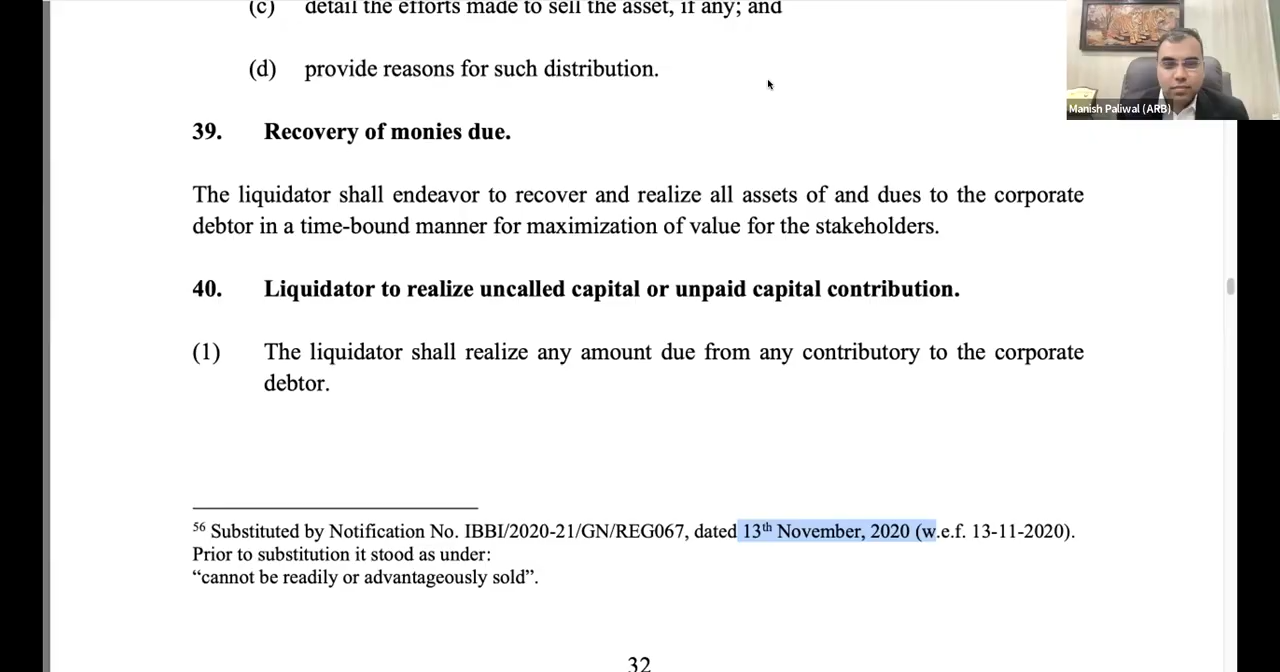 (c) detail the efforts made to sell the asset, if any; and
(d) provide reasons for such distribution.
Manish Paliwal (ARB)
39. Recovery of monies due.
The liquidator shall endeavor to recover and realize all assets of and dues to the corporate
debtor in a time-bound manner for maximization of value for the stakeholders.
40. Liquidator to realize uncalled capital or unpaid capital contribution.
(1) The liquidator shall realize any amount due from any contributory to the corporate
debtor.
56 Substituted by Notification No. IBBI/2020-21/GN/REG067, dated 13th November, 2020 (w.e.f. 13-11-2020).
Prior to substitution it stood as under:
“cannot be readily or advantageously sold”.
32